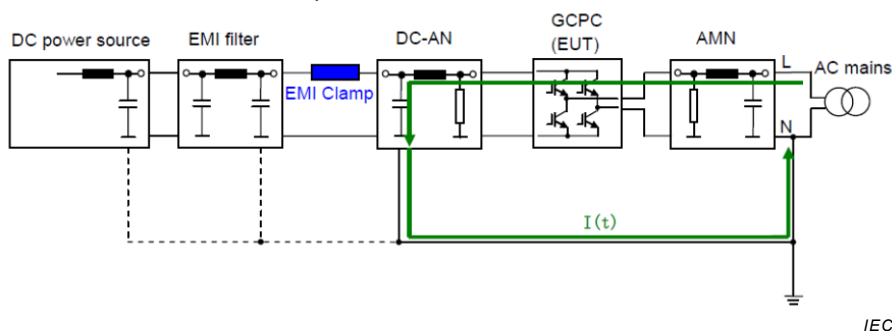 GCPC
DC power source
EMI filter
DC-AN
(EUT)
AMN
L
AC mains
EMI Clamp
N
I(t)
IEC